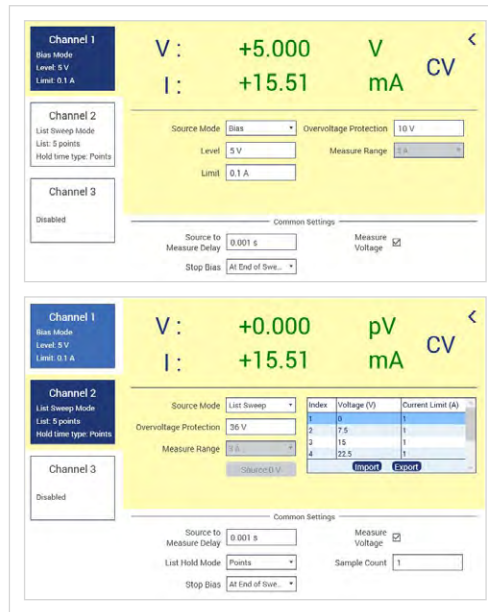 Channel 1
Bias Mode
Level: 5 V
Limit: 0.1 A
Channel 2
List Sweep Mode
List: 5 points
Hold time type: Points
Channel 3
Disabled
V : +5.000 V
I : +15.51 mA
CV
Source Mode Bias Overvoltage Protection 10 V
Level 5 V Measure Range
Limit 0.1 A
Common Settings
Source to Measure Delay 0.001 s Measure Voltage
Stop Bias At End of Swe...
Channel 1
Bias Mode
Level: 5 V
Limit: 0.1 A
Channel 2
List Sweep Mode
List: 5 points
Hold time type: Points
Channel 3
Disabled
V : +0.000 pV
I : +15.51 mA
CV
Source Mode List Sweep
Overvoltage Protection 36 V
Measure Range
Source 0 V
Index Voltage (V) Current Limit (A)
1 0 1
2 7.5 1
3 15 1
4 22.5 1
Import Export
Common Settings
Source to Measure Delay 0.001 s Measure Voltage
List Hold Mode Points Sample Count 1
Stop Bias At End of Swe...